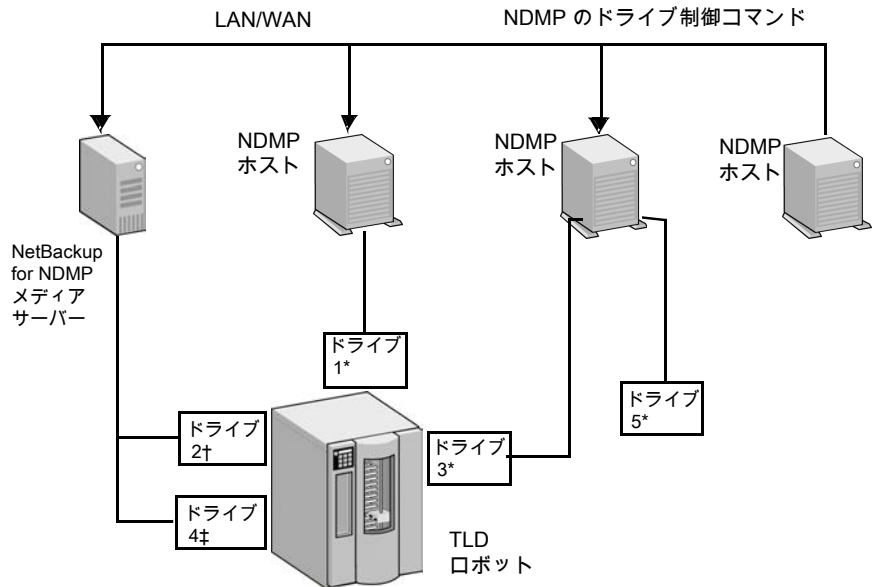 LAN/WAN
NDMP のドライブ制御コマンド
NDMP
ホスト
NDMP
ホスト
NDMP
ホスト
NetBackup
for NDMP
メディア
サーバー
ドライブ
1*
ドライブ
2†
ドライブ
3*
ドライブ
5*
ドライブ
4‡
TLD
ロボット